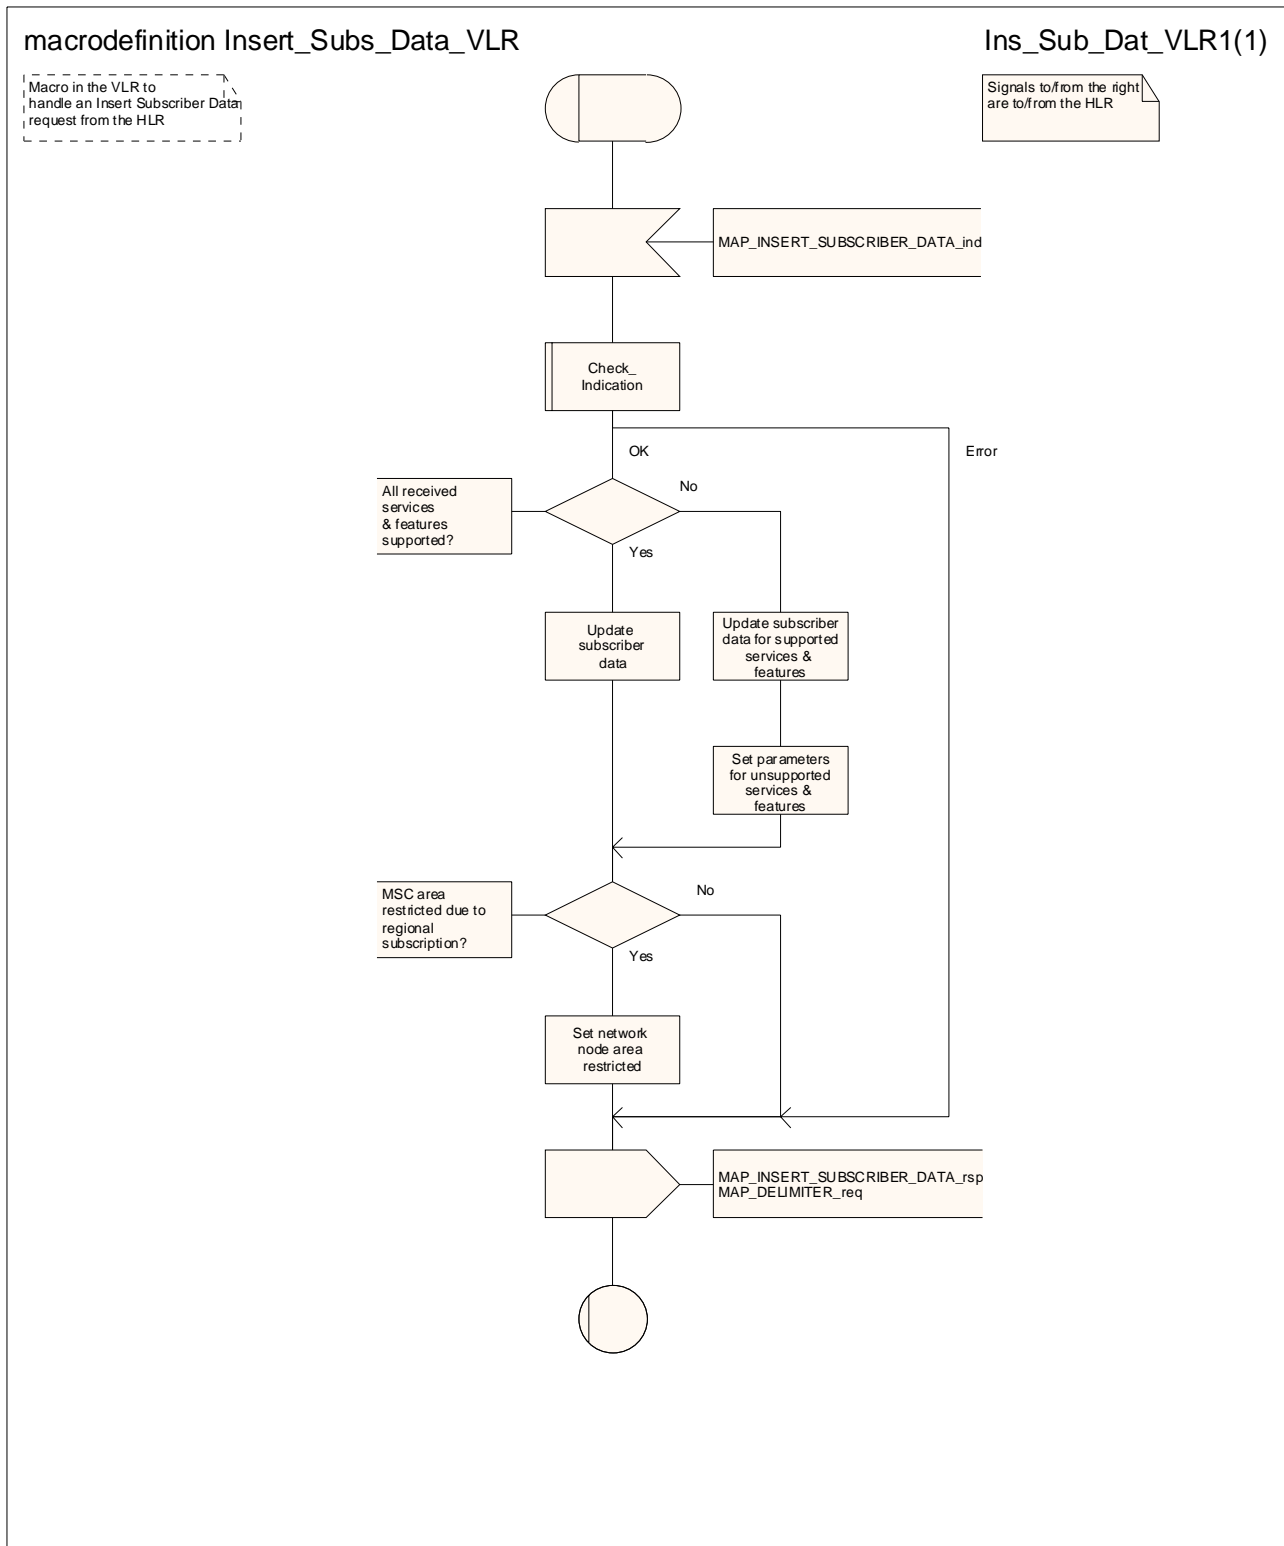 macrodefinition Insert_Subs_Data_VLR
Ins_Sub_Dat_VLR1(1)
Macro in the VLR to
handle an Insert Subscriber Data
request from the HLR
Signals to/from the right
are to/from the HLR
MAP_INSERT_SUBSCRIBER_DATA_ind
Check_
Indication
OK
Error
All received
services
& features
supported?
No
Yes
Update
subscriber
data
Update subscriber
data for supported
services &
features
Set parameters
for unsupported
services &
features
MSC area
restricted due to
regional
subscription?
No
Yes
Set network
node area
restricted
MAP_INSERT_SUBSCRIBER_DATA_rsp
MAP_DELIMITER_req